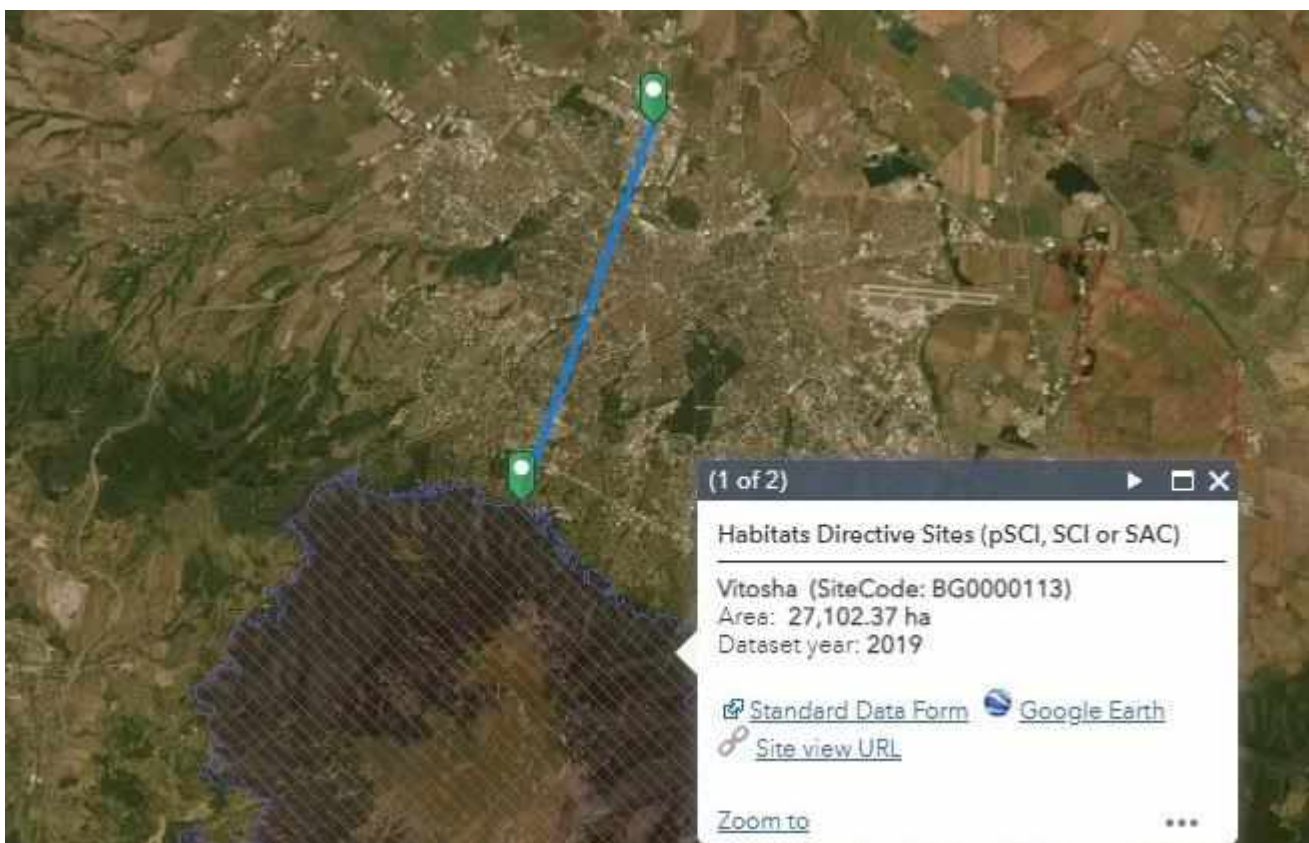 (1 of 2)
Habitats Directive Sites (pSCI, SCI or SAC)
Vitosha (SiteCode: BG0000113)
Area: 27,102.37 ha
Dataset year: 2019
Standard Data Form Google Earth
Site view URL
Zoom to